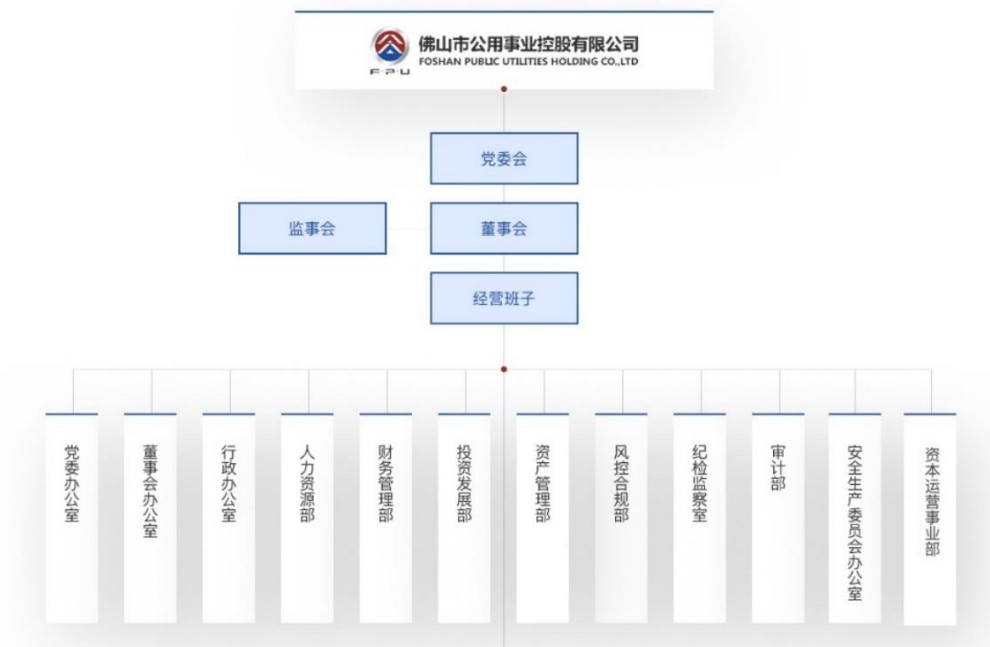 佛山市公用事业控股有限公司
FOSHAN PUBLIC UTILITIES HOLDING CO.,LTD
F·P·U
党委会
监事会
董事会
经营班子
党委办公室
董事会办公室
行政办公室
人力资源部
财务管理部
投资发展部
资产管理部
风控合规部
纪检监察室
审计部
安全生产委员会办公室
资本运营事业部